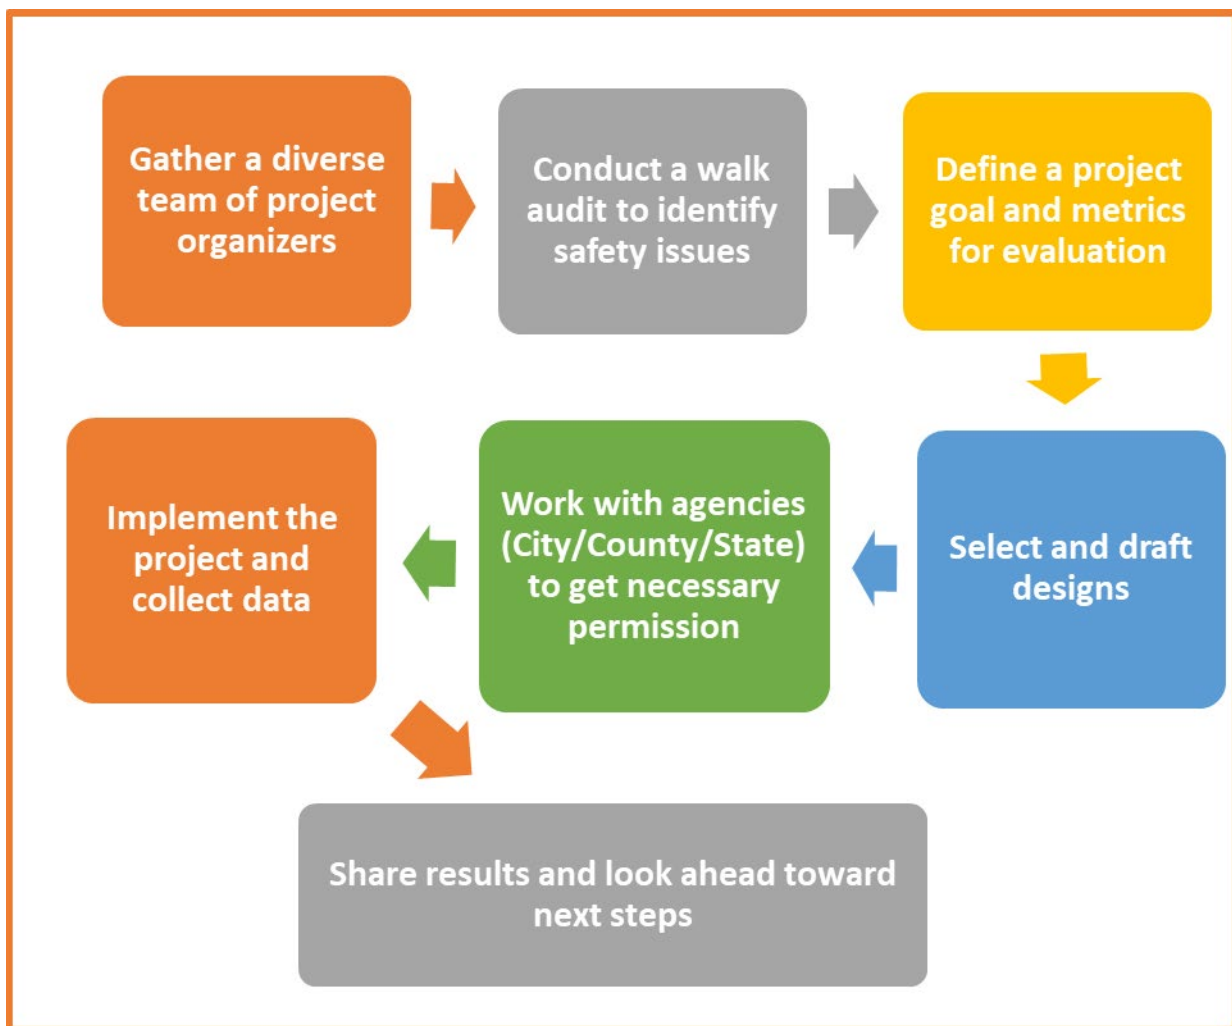 Gather a diverse
team of project
organizers
Conduct a walk
audit to identify
safety issues
Define a project
goal and metrics
for evaluation
Select and draft
designs
Work with agencies
(City/County/State)
to get necessary
permission
Implement the
project and
collect data
Share results and look ahead toward
next steps